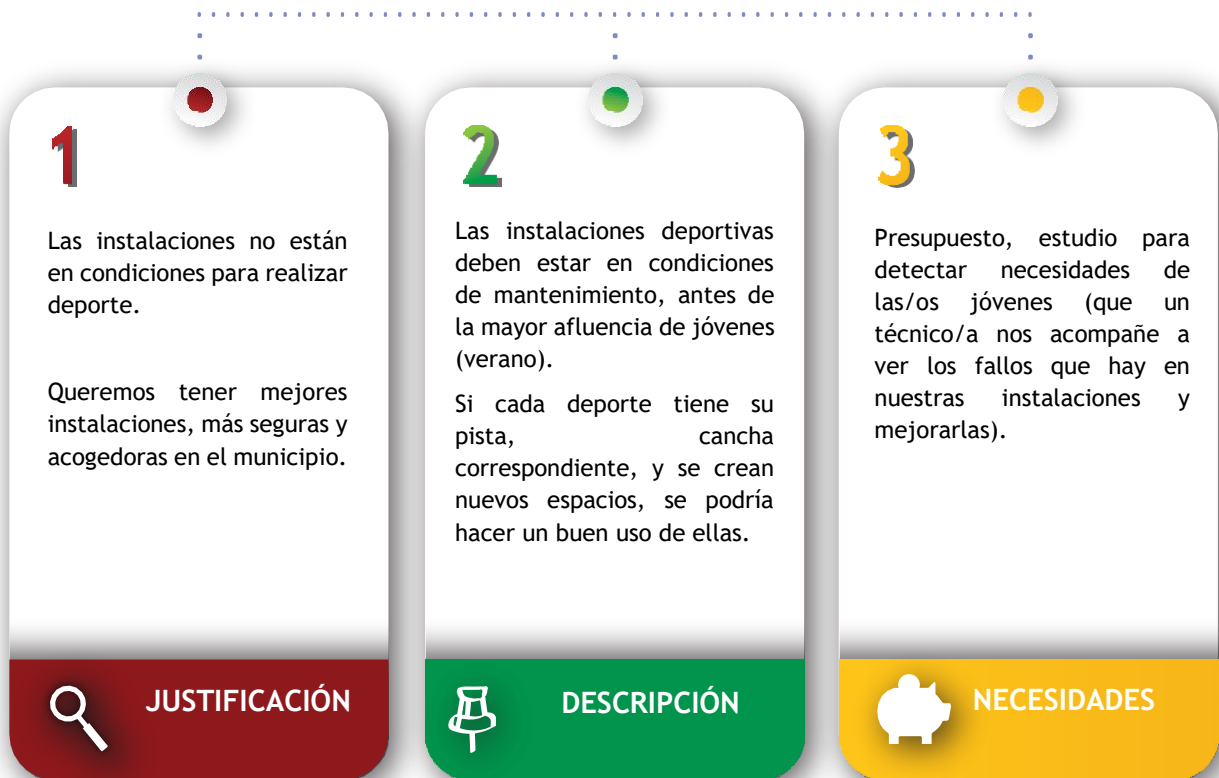 1
Las instalaciones no están
en condiciones para realizar
deporte.
Queremos tener mejores
instalaciones, más seguras y
acogedoras en el municipio.
JUSTIFICACIÓN
2
Las instalaciones deportivas
deben estar en condiciones
de mantenimiento, antes de
la mayor afluencia de jóvenes
(verano).
Si cada deporte tiene su
pista, cancha
correspondiente, y se crean
nuevos espacios, se podría
hacer un buen uso de ellas.
DESCRIPCIÓN
3
Presupuesto, estudio para
detectar necesidades de
las/os jóvenes (que un
técnico/a nos acompañe a
ver los fallos que hay en
nuestras instalaciones y
mejorarlas).
NECESIDADES